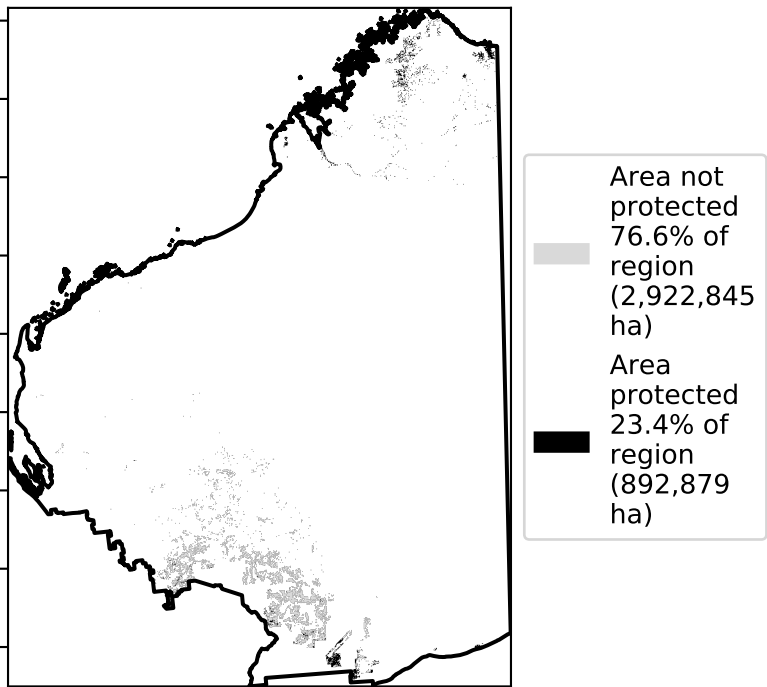 Area not
protected
76.6% of
region
(2,922,845
ha)
Area
protected
23.4% of
region
(892,879
ha)